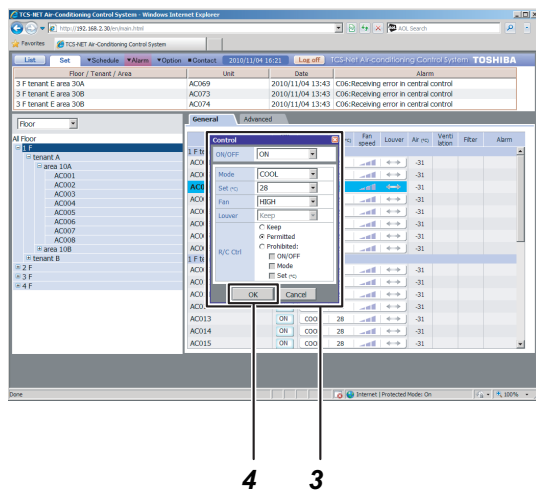 TCS-NET Air-Conditioning Control System - Windows Internet Explorer
http://192.168.2.30/en/main.html
AOL Search
Favorites TCS-NET Air-Conditioning Control System
List Set ▼Schedule ▼Alarm ▼Option ■Contact 2010/11/04 16:21 Log off TCS-Net Air-conditioning Control System TOSHIBA
Floor / Tenant / Area Unit Date Alarm
3 F tenant E area 30A AC069 2010/11/04 13:43 C06:Receiving error in central control
3 F tenant E area 30B AC073 2010/11/04 13:43 C06:Receiving error in central control
3 F tenant E area 30B AC074 2010/11/04 13:43 C06:Receiving error in central control
Floor
All Floor
1 F
tenant A
area 10A
AC001
AC002
AC003
AC004
AC005
AC006
AC007
AC008
area 10B
tenant B
2 F
3 F
4 F
General Advanced
Fan speed Louver Air (°C) Venti lation Filter Alarm
Control
ON/OFF ON
Mode COOL
Set (°C) 28
Fan HIGH
Louver Keep
R/C Ctrl
Keep
Permitted
Prohibited:
ON/OFF
Mode
Set (°C)
OK Cancel
-31
-31
-31
-31
-31
-31
-31
-31
-31
-31
-31
-31
AC013 ON COO 28 -31
AC014 ON COO 28 -31
AC015 ON COO 28 -31
Done Internet | Protected Mode: On 100%
4 3